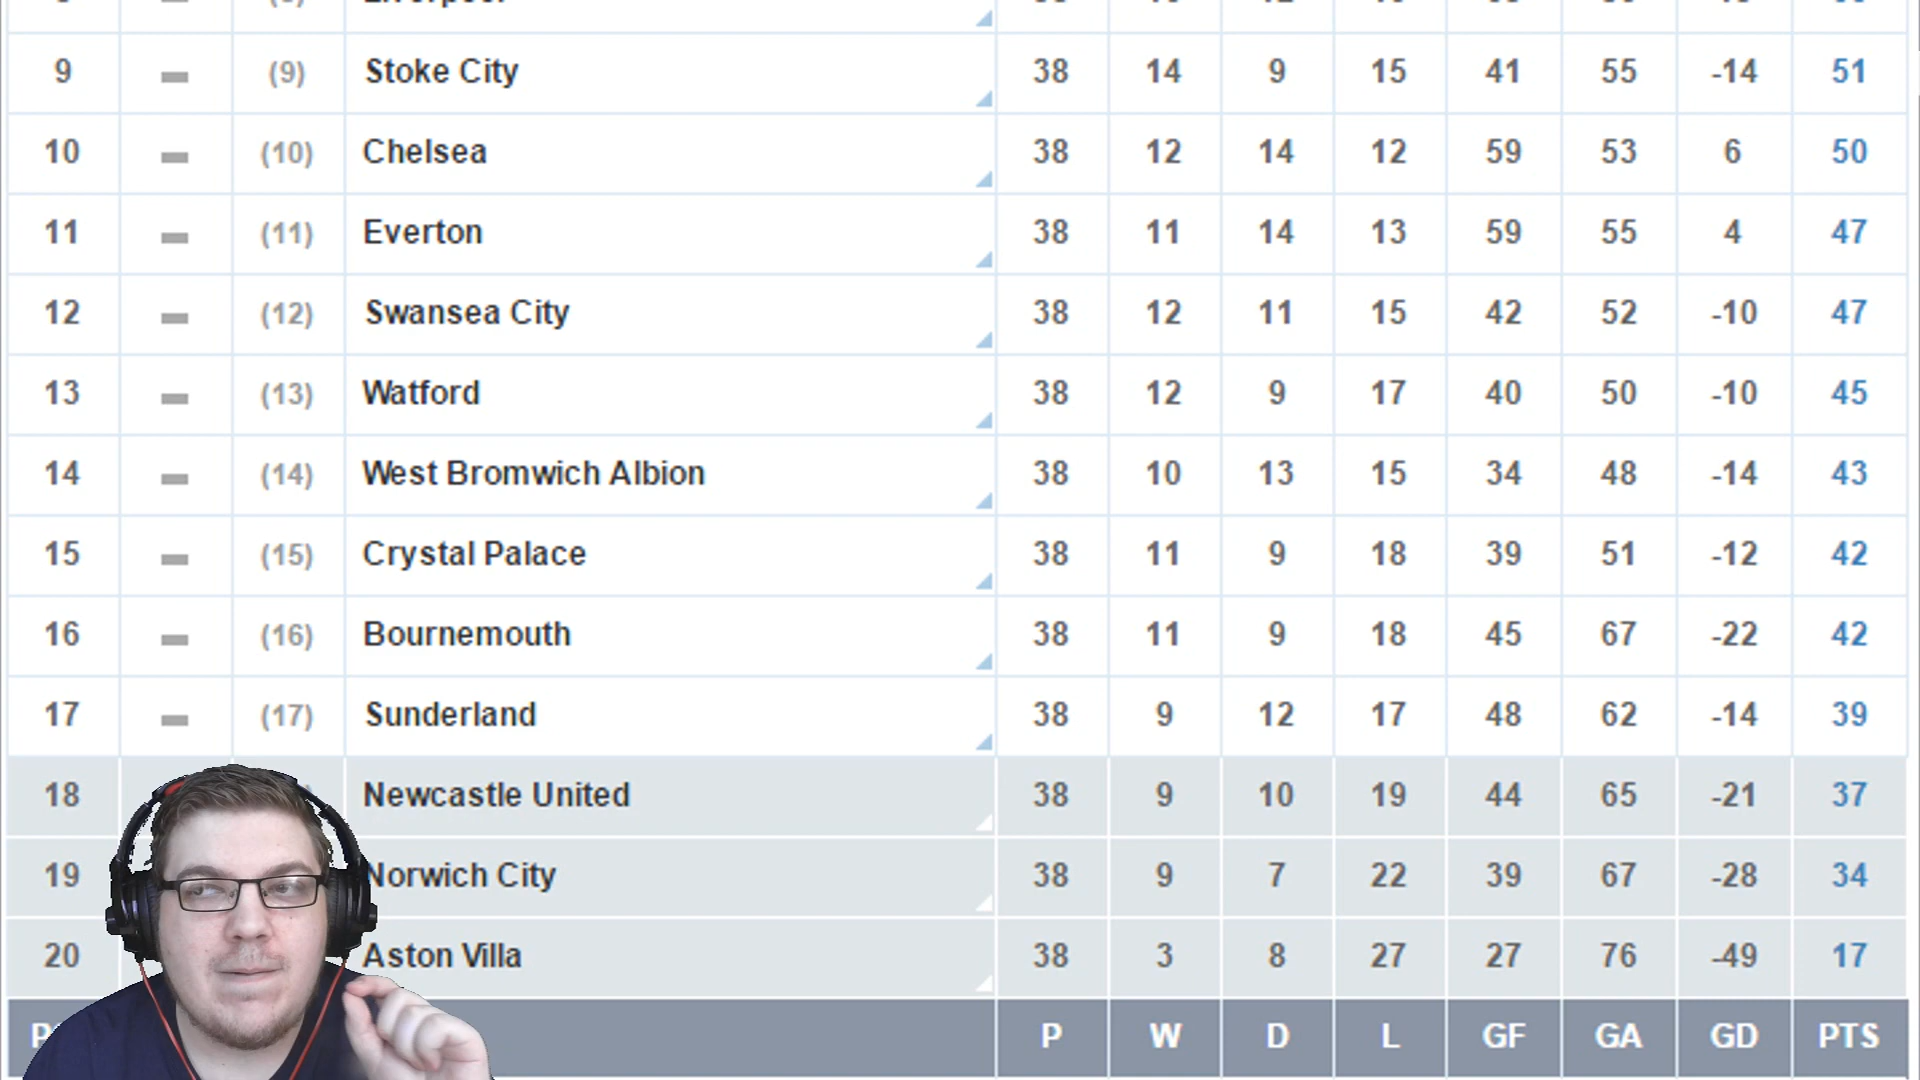 Liverpool
9 (9) Stoke City 38 14 9 15 41 55 -14 51
10 (10) Chelsea 38 12 14 12 59 53 6 50
11 (11) Everton 38 11 14 13 59 55 4 47
12 (12) Swansea City 38 12 11 15 42 52 -10 47
13 (13) Watford 38 12 9 17 40 50 -10 45
14 (14) West Bromwich Albion 38 10 13 15 34 48 -14 43
15 (15) Crystal Palace 38 11 9 18 39 51 -12 42
16 (16) Bournemouth 38 11 9 18 45 67 -22 42
17 (17) Sunderland 38 9 12 17 48 62 -14 39
18 Newcastle United 38 9 10 19 44 65 -21 37
19 Norwich City 38 9 7 22 39 67 -28 34
20 Aston Villa 38 3 8 27 27 76 -49 17
P W D L GF GA GD PTS